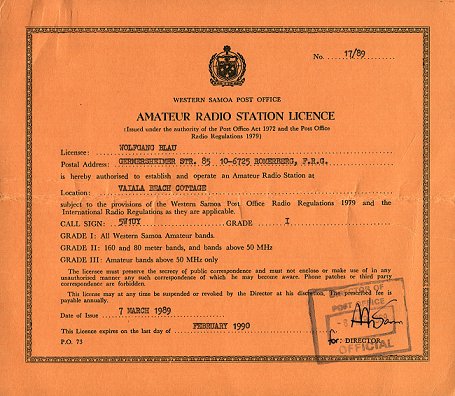 No. 17/89
WESTERN SAMOA POST OFFICE
AMATEUR RADIO STATION LICENCE
(Issued under the authority of the Post Office Act 1972 and the Post Office
Radio Regulations 1979)
Licensee: WOLFGANG BLAU
Postal Address: GERMERSHEIMER STR. 85 10-6725 ROMERBERG, F.R.G.
is hereby authorised to establish and operate an Amateur Radio Station at
Location: VAIALA BEACH COTTAGE
subject to the provisions of the Western Samoa Post Office Radio Regulations 1979 and the
International Radio Regulations as they are applicable.
CALL SIGN: 5W1UY GRADE I
GRADE I: All Western Samoa Amateur bands.
GRADE II: 160 and 80 meter bands, and bands above 50 MHz
GRADE III: Amateur bands above 50 MHz only
The licensee must preserve the secrecy of public correspondence and must not enclose or make use of in any
unauthorised manner any such correspondence of which he may become aware. Phone patches to third party
correspondence are forbidden.
This license may at any time be suspended or revoked by the Director at his discretion. The prescribed fee is
payable annually.
Date of Issue 7 MARCH 1989
This Licence expires on the last day of FEBRUARY 1990
P.O. 73
for: DIRECTOR
POST OFFICE
OFFICIAL